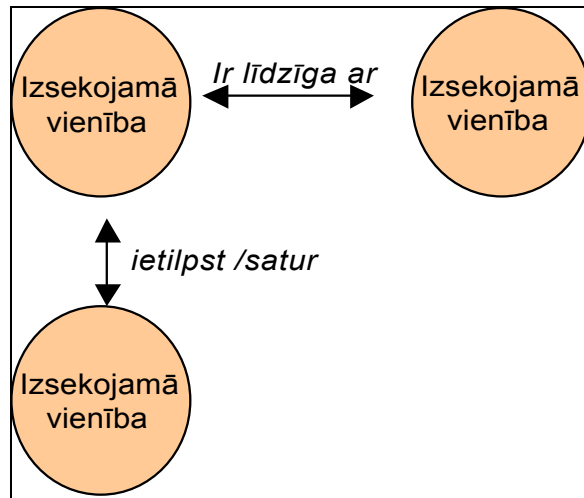 Izsekojamā
vienība
Ir līdzīga ar
Izsekojamā
vienība
ietilpst /satur
Izsekojamā
vienība